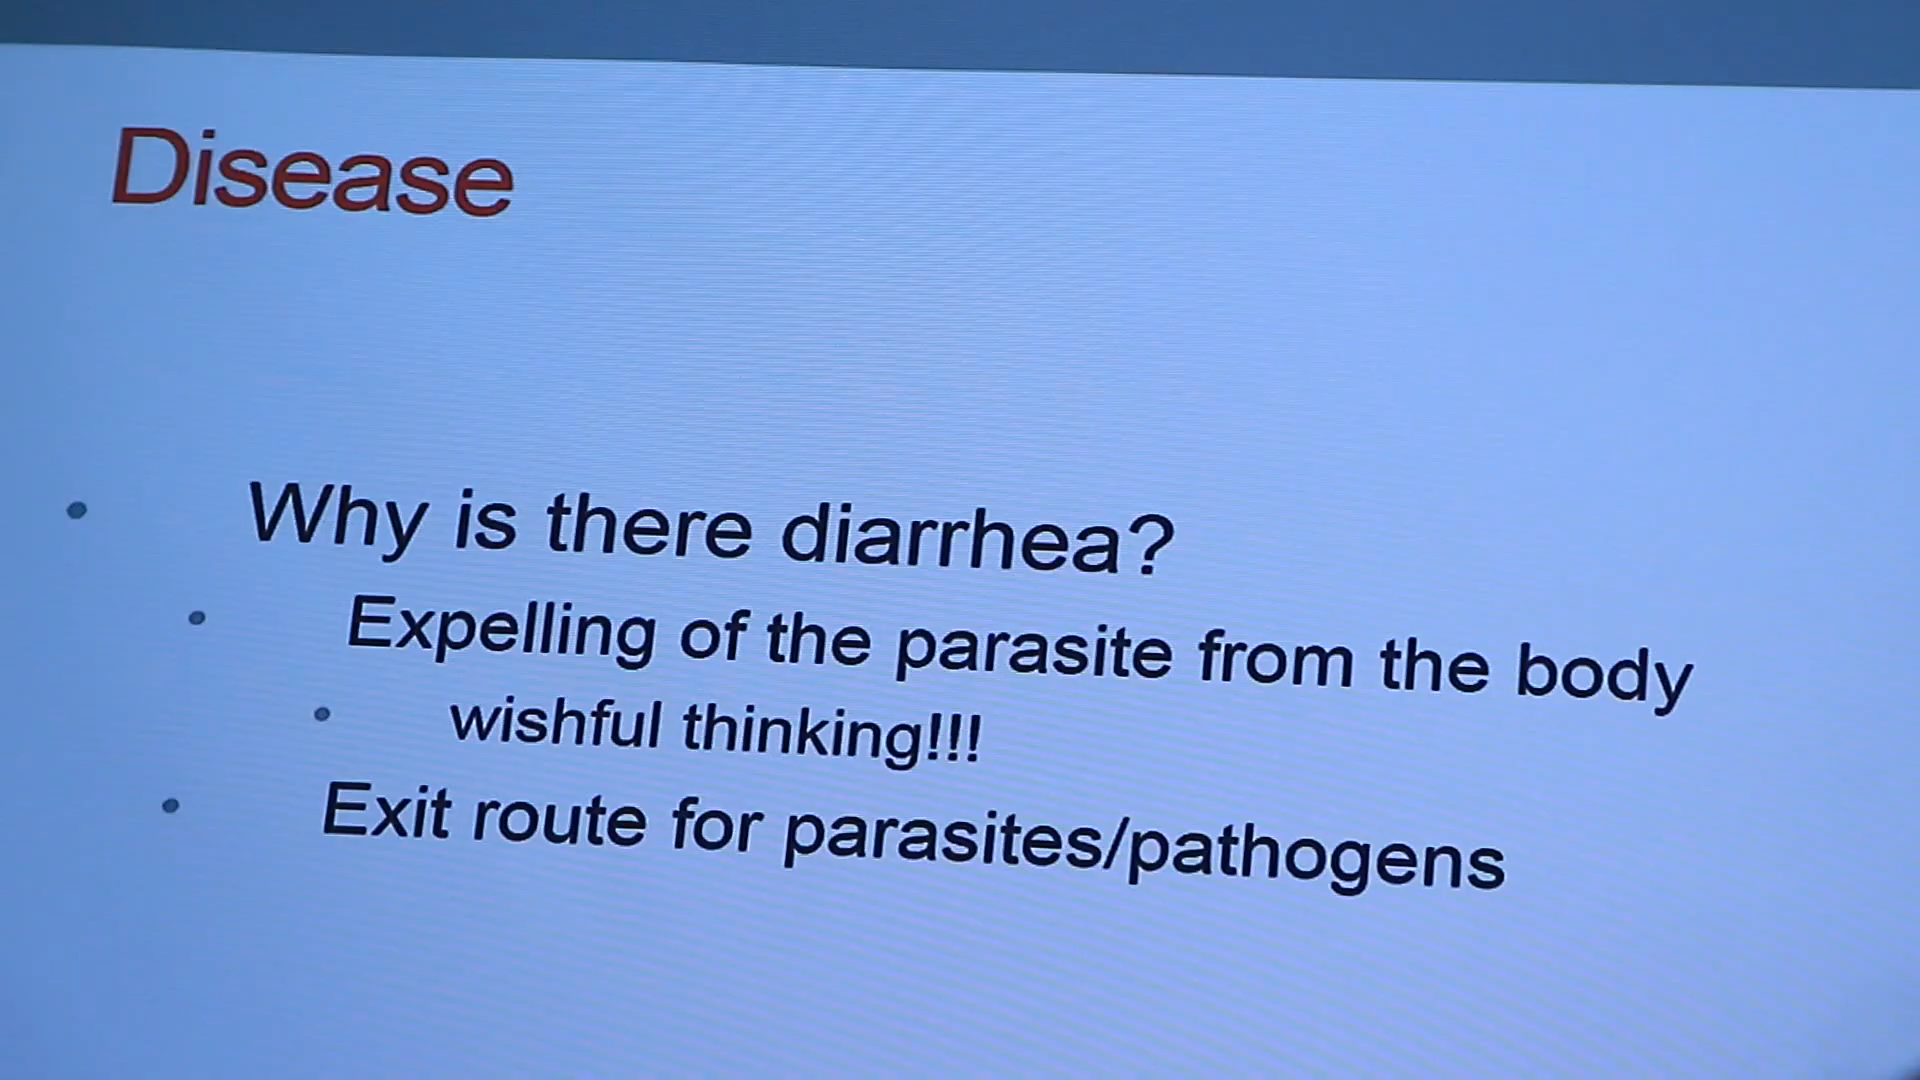 Disease
Why is there diarrhea?
Expelling of the parasite from the body
wishful thinking!!!
Exit route for parasites/pathogens